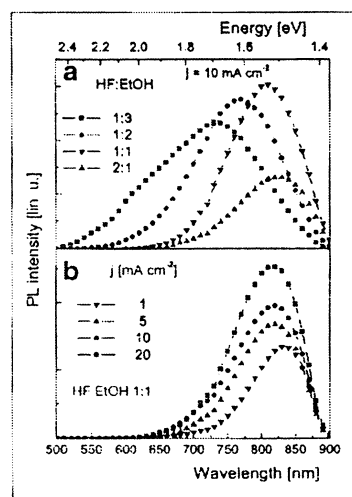 Energy [eV]
2.4 2.2 2.0 1.8 1.6 1.4
a
HF:EtOH
j = 10 mA cm-2
1:3
1:2
1:1
2:1
PL intensity [lin u.]
b
j [mA cm-2]
1
5
10
20
HF EtOH 1:1
500 550 600 650 700 750 800 850 900
Wavelength [nm]